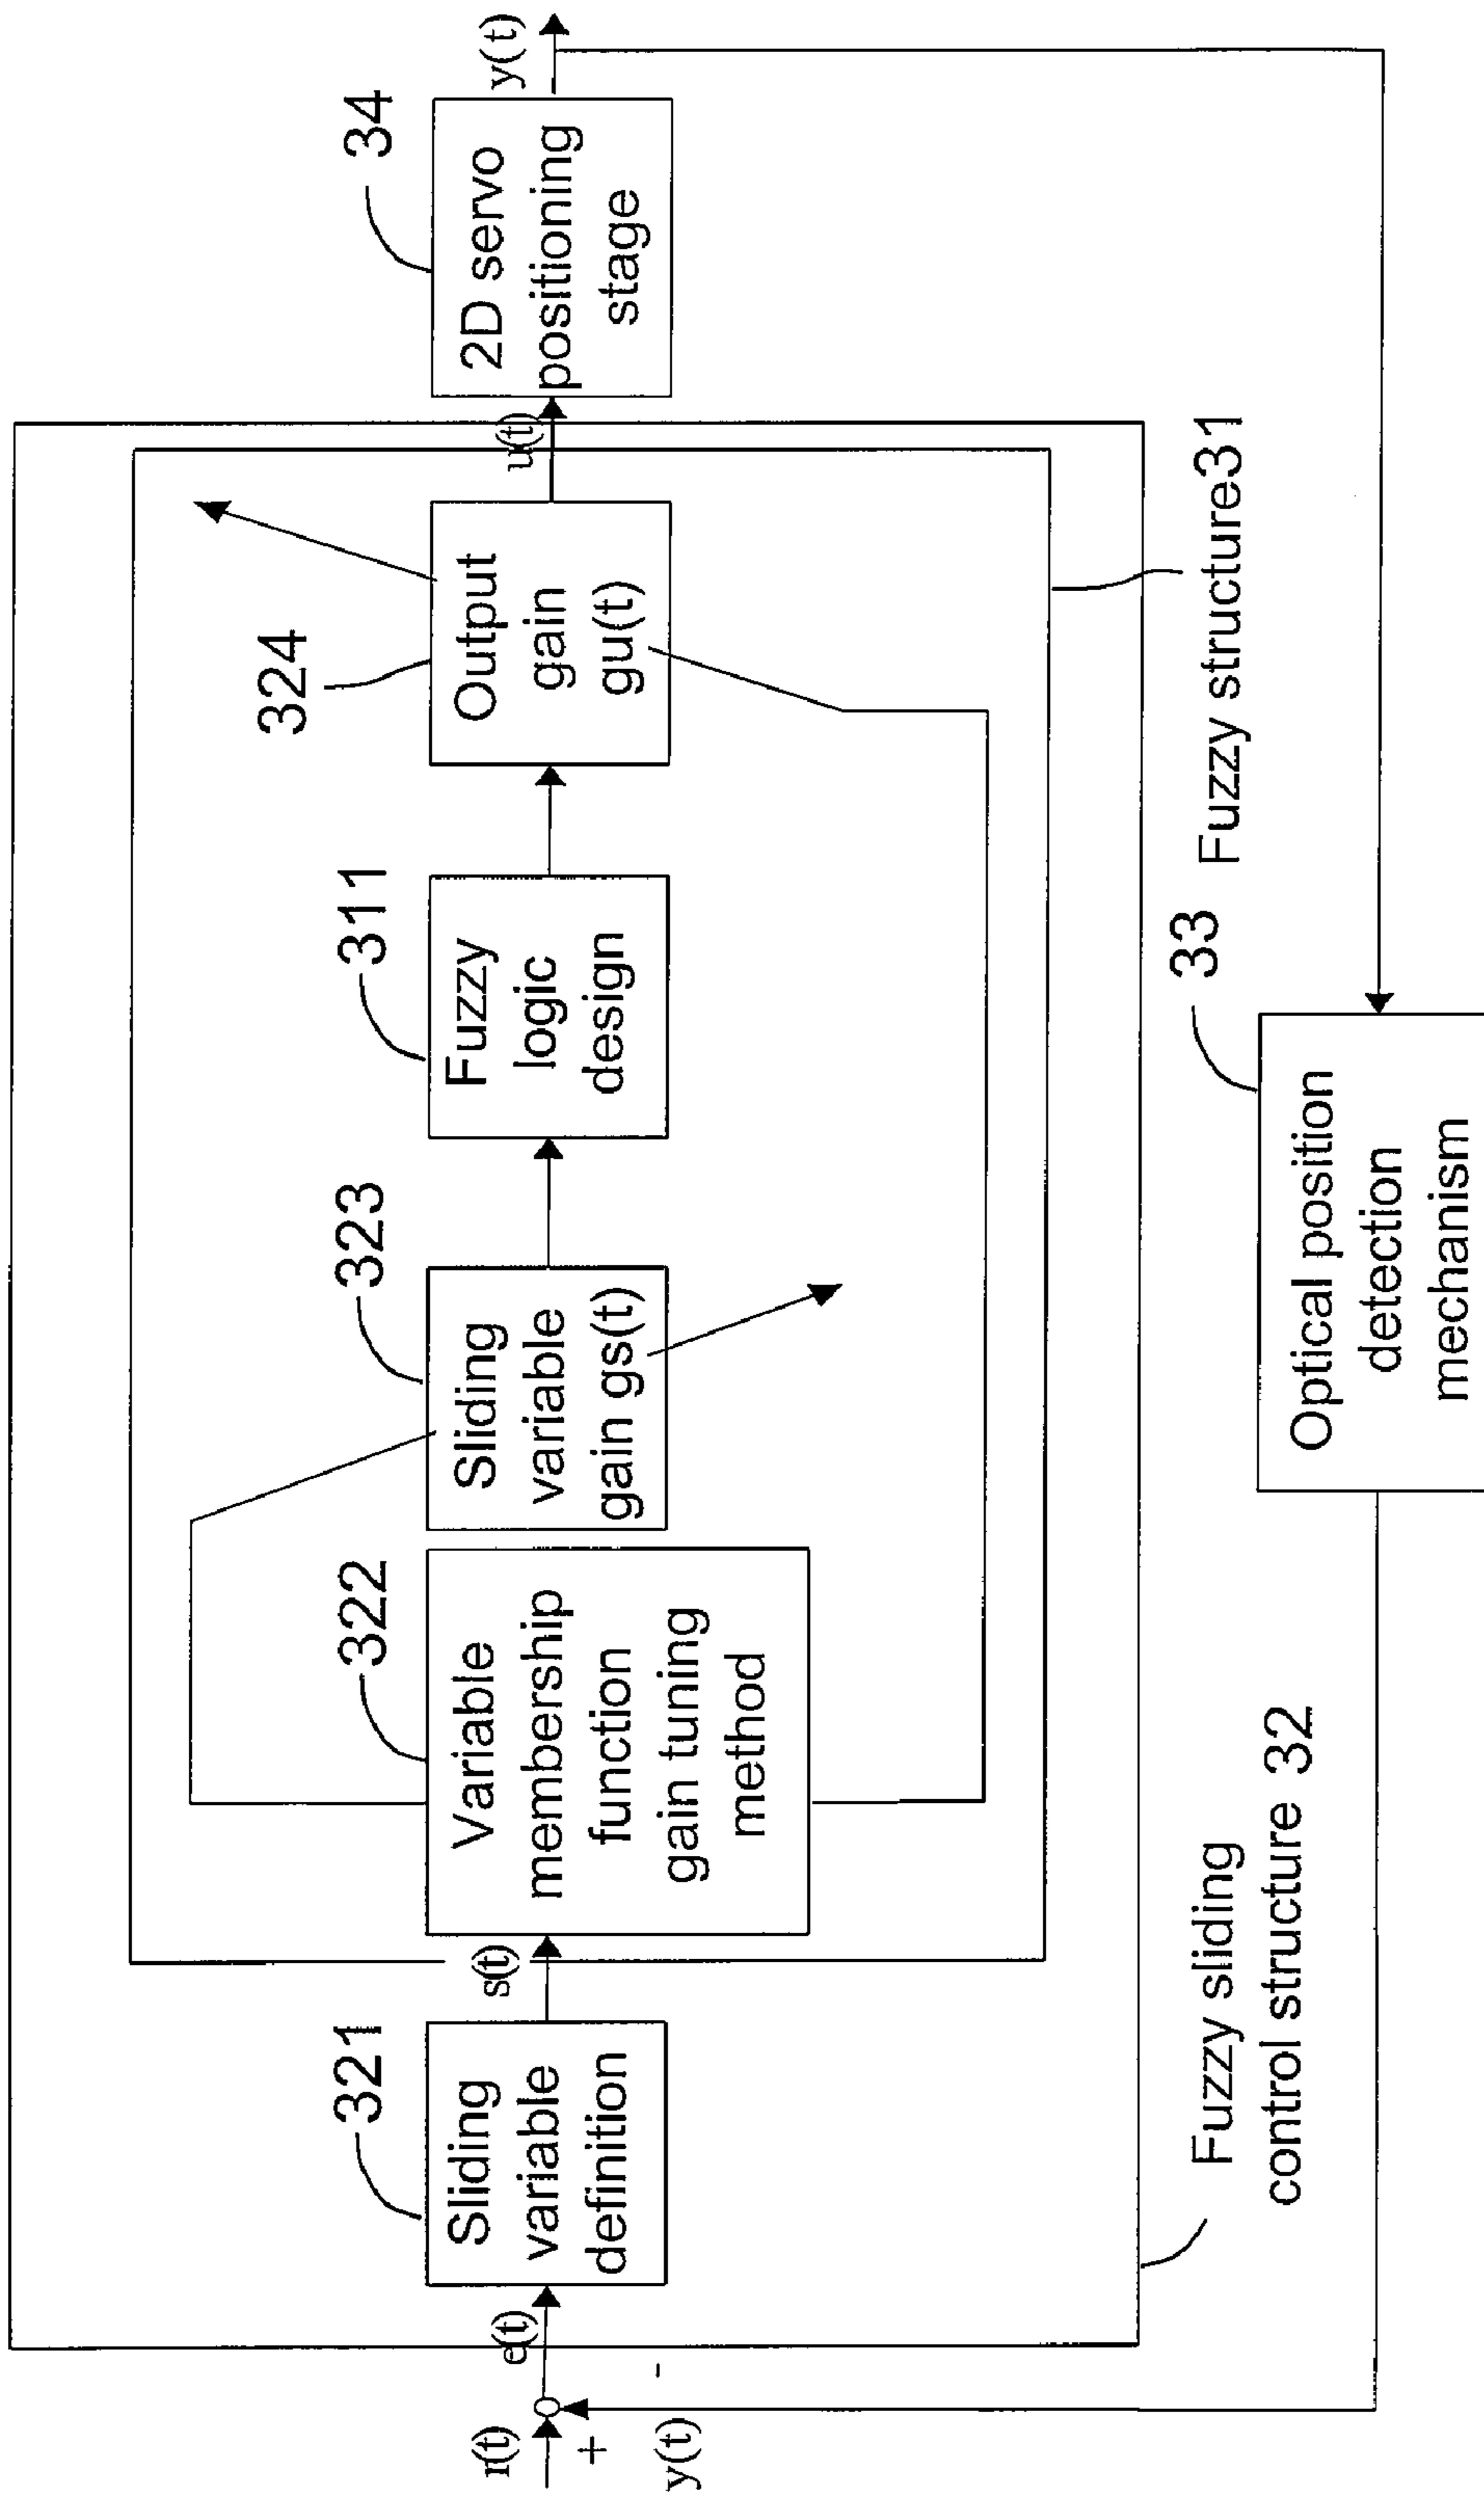 r(t)
+
y(t)
-
e(t)
321
Sliding
variable
definition
s(t)
322
Variable
membership
function
gain tuning
method
323
Sliding
variable
gain gs(t)
311
Fuzzy
logic
design
324
Output
gain
gu(t)
u(t)
34
2D servo
positioning
stage
y(t)
Fuzzy sliding
control structure 32
33
Fuzzy structure31
Optical position
detection
mechanism